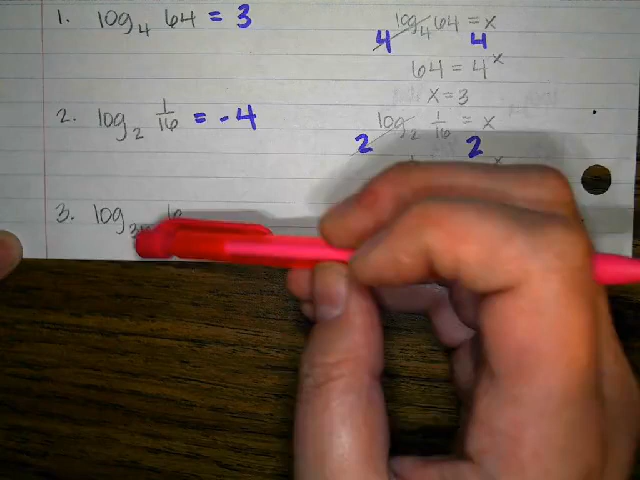 1. log₄ 64 = 3
log₄ 64 = x
4 4
64 = 4ˣ
x = 3
2. log₂ 1/16 = -4
log₂ 1/16 = x
2 2
x
3. log